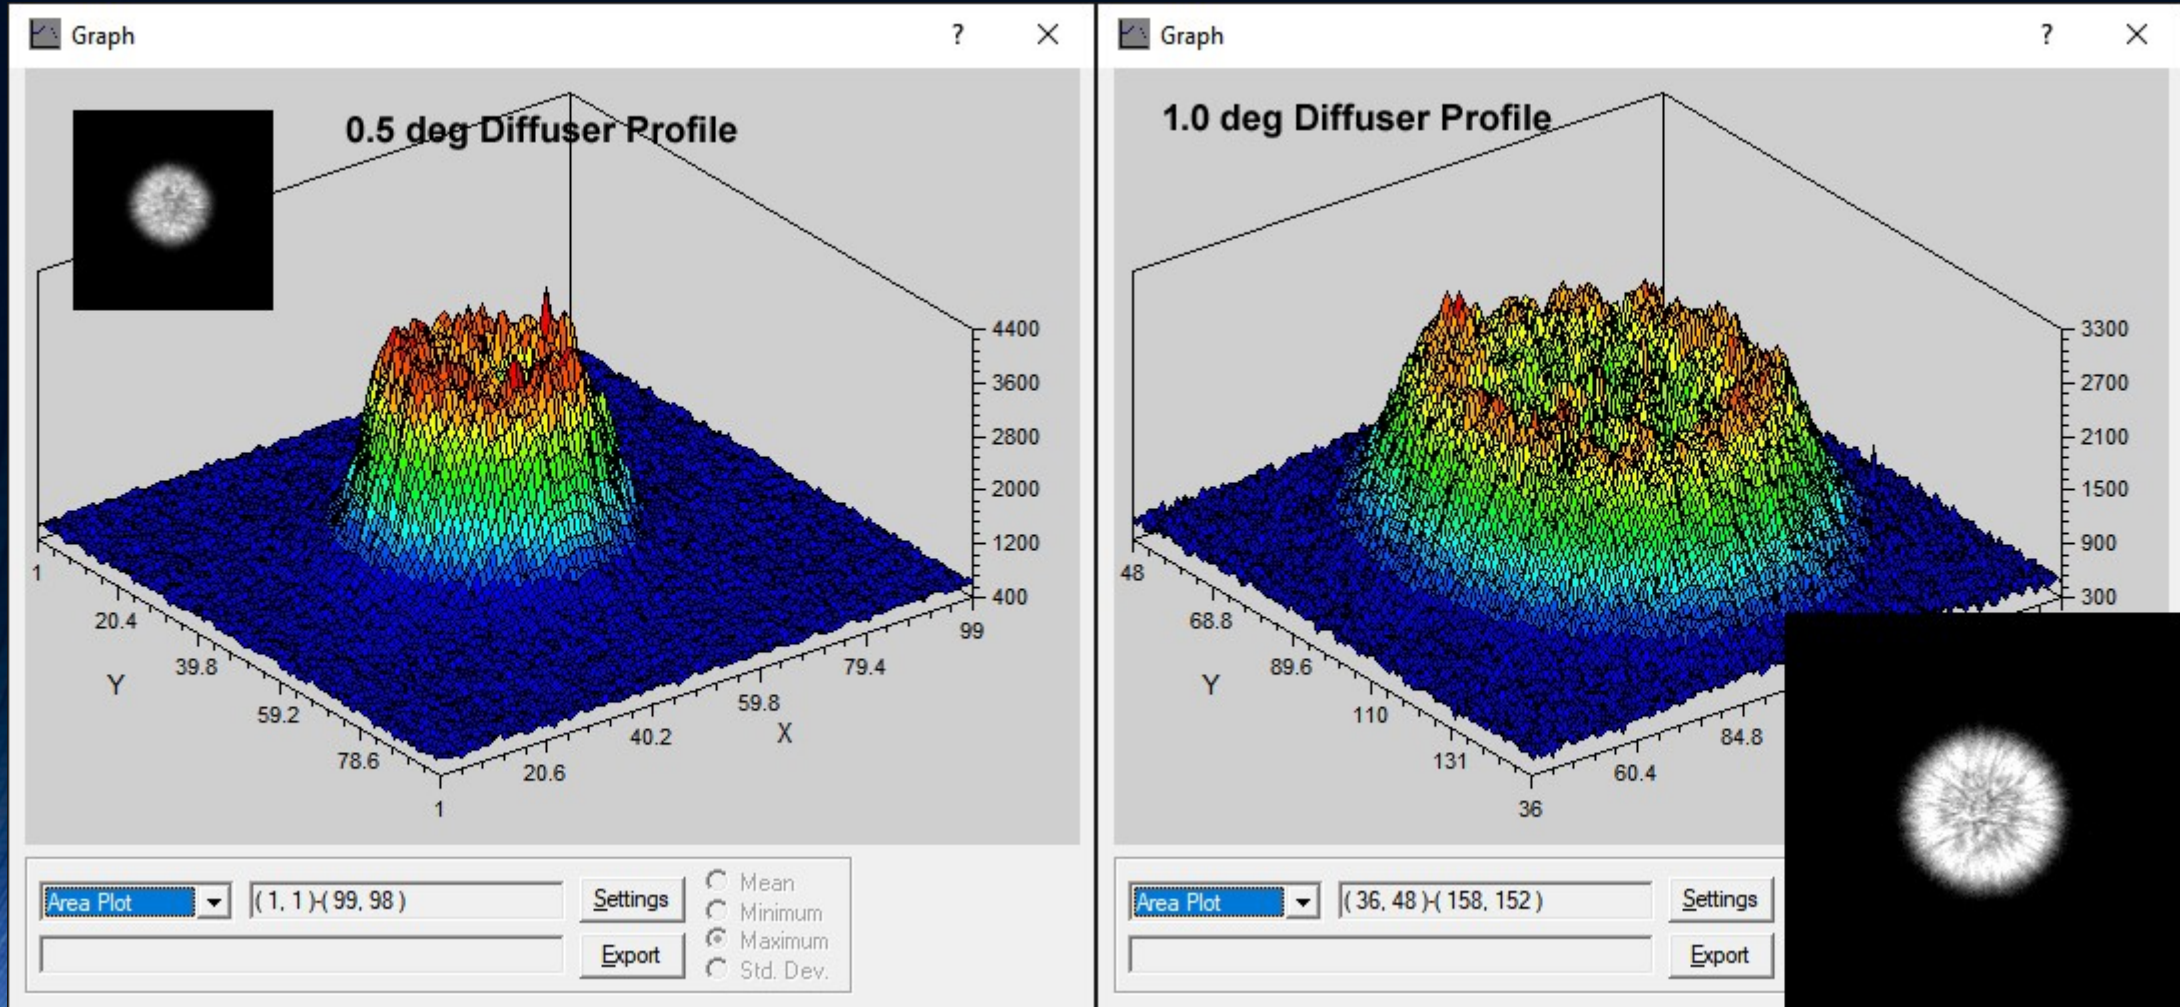 Graph ?
0.5 deg Diffuser Profile
4400
3600
2800
2000
1200
400
1
20.4
39.8
59.2
78.6
Y
1
20.6
40.2
59.8
79.4
99
X
Area Plot
( 1, 1 )-( 99, 98 )
Settings
Export
Mean
Minimum
Maximum
Std. Dev.
Graph ?
1.0 deg Diffuser Profile
3300
2700
2100
1500
900
300
48
68.8
89.6
110
131
Y
36
60.4
84.8
Area Plot
( 36, 48 )-( 158, 152 )
Settings
Export